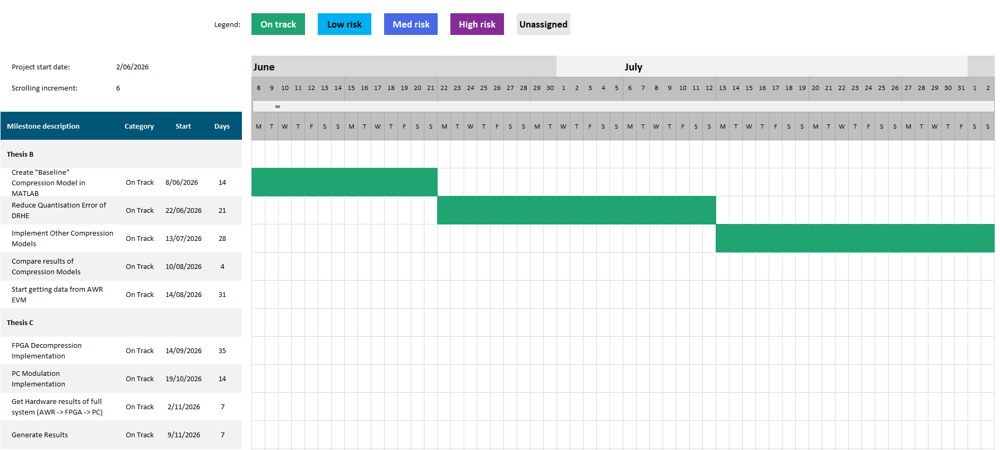 Legend: On track Low risk Med risk High risk Unassigned
Project start date: 2/06/2026
June July
Scrolling increment: 6
8 9 10 11 12 13 14 15 16 17 18 19 20 21 22 23 24 25 26 27 28 29 30 1 2 3 4 5 6 7 8 9 10 11 12 13 14 15 16 17 18 19 20 21 22 23 24 25 26 27 28 29 30 31 1 2
Milestone description Category Start Days
M T W T F S S M T W T F S S M T W T F S S M T W T F S S M T W T F S S M T W T F S S M T W T F S S M T W T F S S
Thesis B
Create "Baseline"
Compression Model in
MATLAB
On Track 8/06/2026 14
Reduce Quantisation Error of
DRHE
On Track 22/06/2026 21
Implement Other Compression
Models
On Track 13/07/2026 28
Compare results of
Compression Models
On Track 10/08/2026 4
Start getting data from AWR
EVM
On Track 14/08/2026 31
Thesis C
FPGA Decompression
Implementation
On Track 14/09/2026 35
PC Modulation
Implementation
On Track 19/10/2026 14
Get Hardware results of full
system (AWR -> FPGA -> PC)
On Track 2/11/2026 7
Generate Results On Track 9/11/2026 7